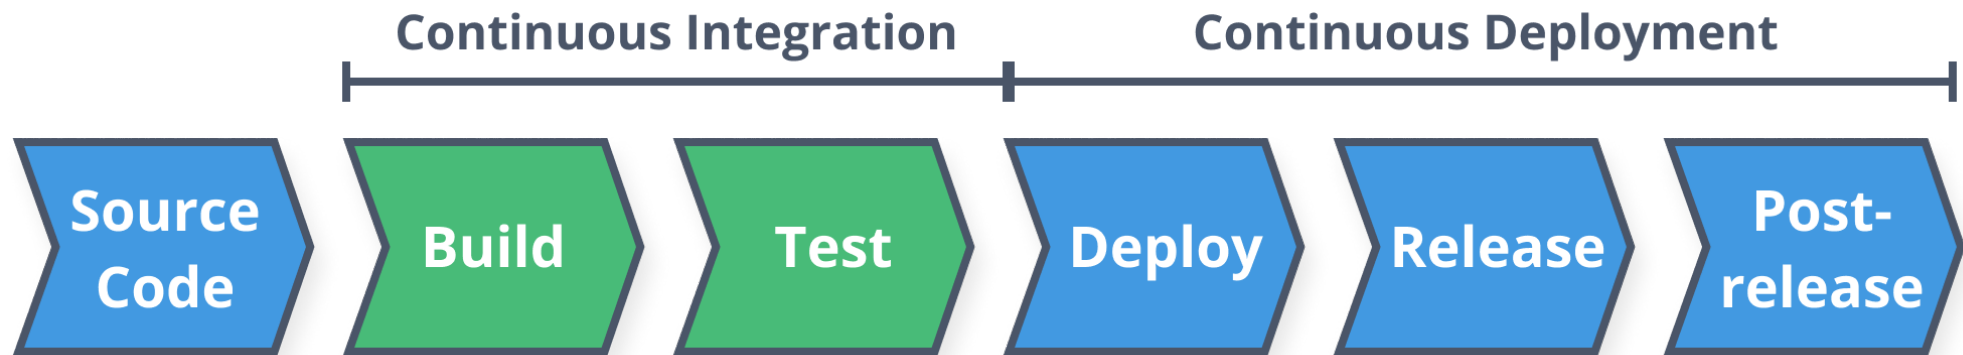 Continuous Integration
Continuous Deployment
Source
Code
Build
Test
Deploy
Release
Post-
release